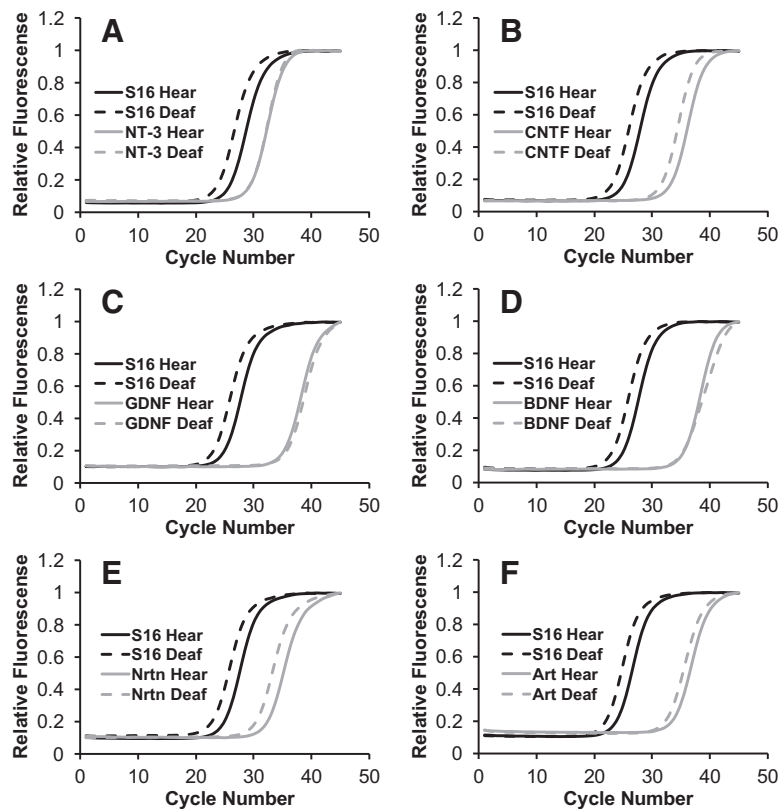 A
Relative Fluorescense
1.2
1
0.8
0.6
0.4
0.2
0
S16 Hear
S16 Deaf
NT-3 Hear
NT-3 Deaf
0 10 20 30 40 50
Cycle Number
B
Relative Fluorescense
1.2
1
0.8
0.6
0.4
0.2
0
S16 Hear
S16 Deaf
CNTF Hear
CNTF Deaf
0 10 20 30 40 50
Cycle Number
C
Relative Fluorescense
1.2
1
0.8
0.6
0.4
0.2
0
S16 Hear
S16 Deaf
GDNF Hear
GDNF Deaf
0 10 20 30 40 50
Cycle Number
D
Relative Fluorescense
1.2
1
0.8
0.6
0.4
0.2
0
S16 Hear
S16 Deaf
BDNF Hear
BDNF Deaf
0 10 20 30 40 50
Cycle Number
E
Relative Fluorescense
1.2
1
0.8
0.6
0.4
0.2
0
S16 Hear
S16 Deaf
Nrtn Hear
Nrtn Deaf
0 10 20 30 40 50
Cycle Number
F
Relative Fluorescense
1.2
1
0.8
0.6
0.4
0.2
0
S16 Hear
S16 Deaf
Art Hear
Art Deaf
0 10 20 30 40 50
Cycle Number